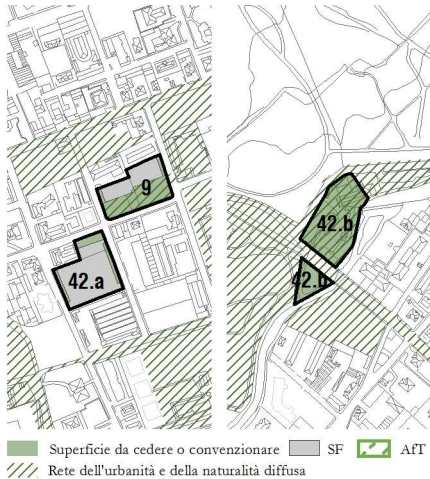 9
42.a
42.b
42.b
Superficie da cedere o convenzionare SF AfT
Rete dell'urbanità e della naturalità diffusa